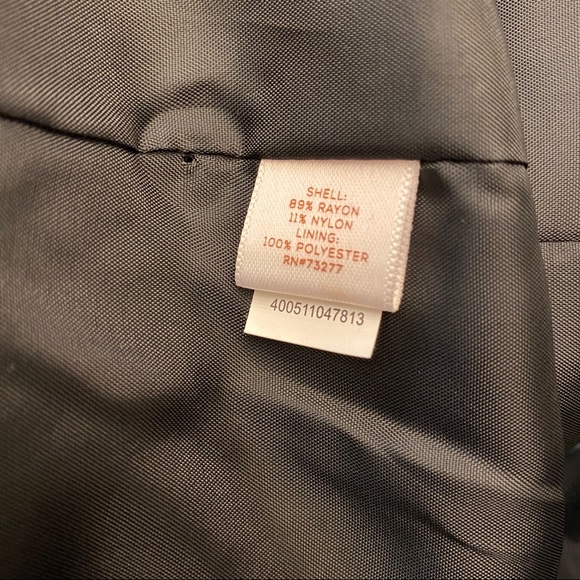 SHELL:
89% RAYON
11% NYLON
LINING:
100% POLYESTER
RN#73277
400511047813